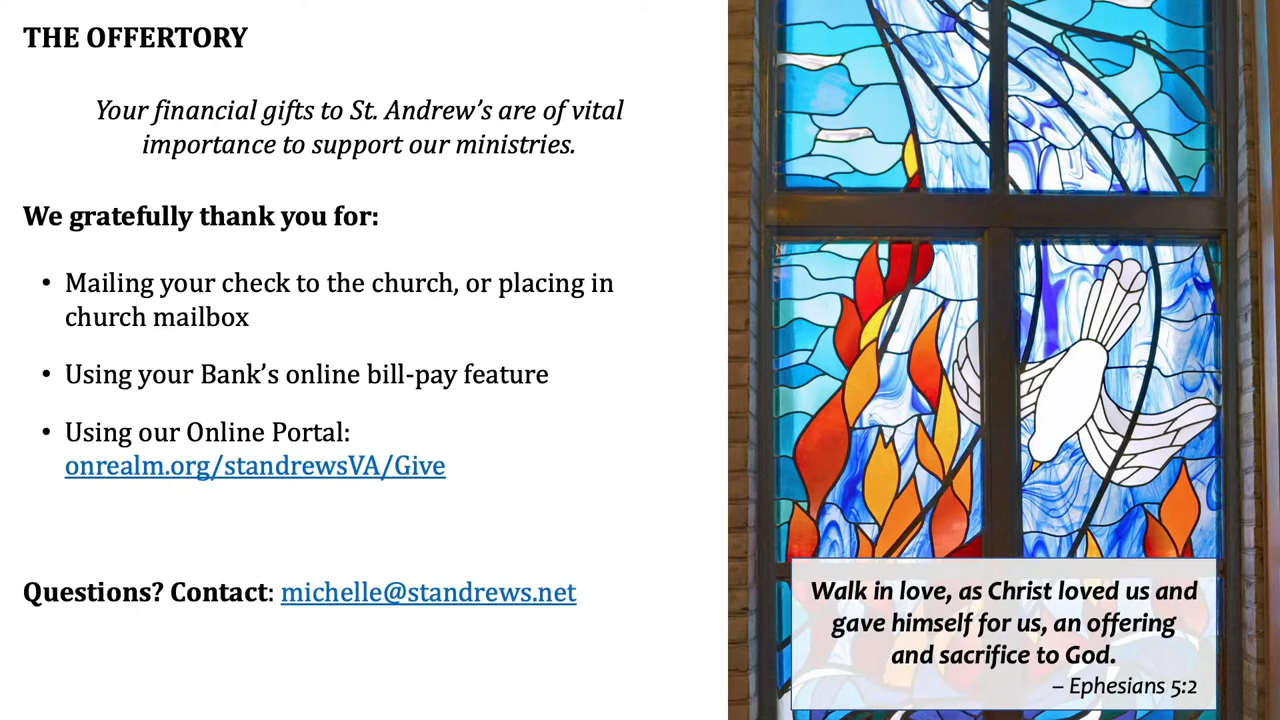 THE OFFERTORY
Your financial gifts to St. Andrew’s are of vital
importance to support our ministries.
We gratefully thank you for:
• Mailing your check to the church, or placing in
church mailbox
• Using your Bank’s online bill-pay feature
• Using our Online Portal:
onrealm.org/standrewsVA/Give
Questions? Contact: michelle@standrews.net
Walk in love, as Christ loved us and
gave himself for us, an offering
and sacrifice to God.
– Ephesians 5:2